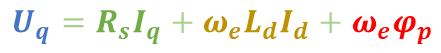 U_q = R_s I_q + ω_e L_d I_d + ω_e φ_p